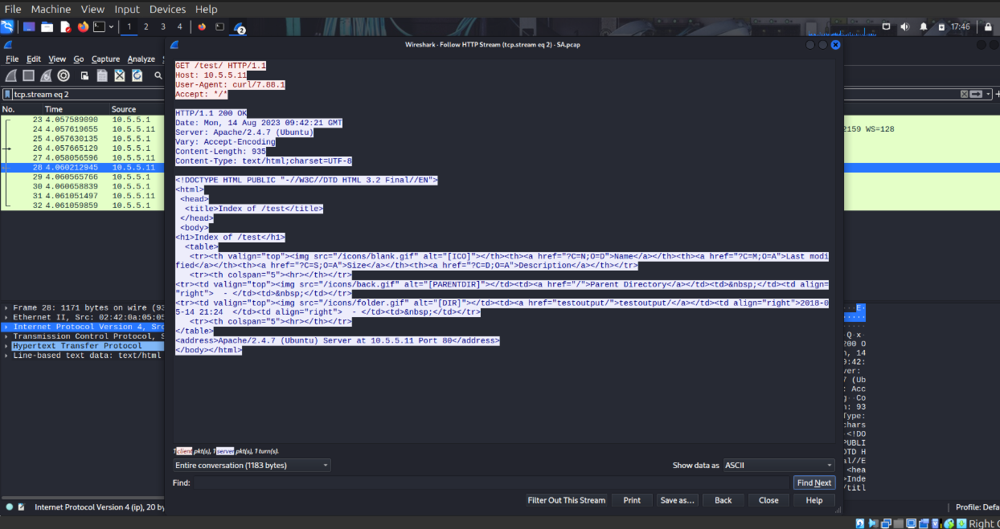 File Machine View Input Devices Help
1 2 3 4 2 17:46
Wireshark · Follow HTTP Stream (tcp.stream eq 2) · SA.pcap
File Edit View Go Capture Analyze
tcp.stream eq 2
No. Time Source
23 4.057589090 10.5.5.1
24 4.057619655 10.5.5.11 2159 WS=128
25 4.057630135 10.5.5.1
26 4.057665129 10.5.5.1
27 4.058056596 10.5.5.11
28 4.060212945 10.5.5.11
29 4.060565766 10.5.5.1
30 4.060658839 10.5.5.1
31 4.061051497 10.5.5.11
32 4.061059859 10.5.5.1
GET /test/ HTTP/1.1
Host: 10.5.5.11
User-Agent: curl/7.88.1
Accept: */*
HTTP/1.1 200 OK
Date: Mon, 14 Aug 2023 09:42:21 GMT
Server: Apache/2.4.7 (Ubuntu)
Vary: Accept-Encoding
Content-Length: 935
Content-Type: text/html;charset=UTF-8
<!DOCTYPE HTML PUBLIC "-//W3C//DTD HTML 3.2 Final//EN">
<html>
<head>
<title>Index of /test</title>
</head>
<body>
<h1>Index of /test</h1>
<table>
<tr><th valign="top"><img src="/icons/blank.gif" alt="[ICO]"></th><th><a href="?C=N;O=D">Name</a></th><th><a href="?C=M;O=A">Last modi
fied</a></th><th><a href="?C=S;O=A">Size</a></th><th><a href="?C=D;O=A">Description</a></th></tr>
<tr><th colspan="5"><hr></th></tr>
<tr><td valign="top"><img src="/icons/back.gif" alt="[PARENTDIR]"></td><td><a href="/">Parent Directory</a></td><td>&nbsp;</td><td align=
"right">  - </td><td>&nbsp;</td></tr>
<tr><td valign="top"><img src="/icons/folder.gif" alt="[DIR]"></td><td><a href="testoutput/">testoutput/</a></td><td align="right">2018-0
5-14 21:24  </td><td align="right">  - </td><td>&nbsp;</td></tr>
<tr><th colspan="5"><hr></th></tr>
</table>
<address>Apache/2.4.7 (Ubuntu) Server at 10.5.5.11 Port 80</address>
</body></html>
Frame 28: 1171 bytes on wire (93
Ethernet II, Src: 02:42:0a:05:05
Internet Protocol Version 4, Src
Transmission Control Protocol, S
Hypertext Transfer Protocol
Line-based text data: text/html
···E·
·····
·Q·x·
200 O
n, 14
9:42:
ver:
7 (Ub
: Acc
g··Co
h: 93
Type:
chars
·<!DO
PUBLI
DTD H
al//E
·<hea
>Inde
/titl
1 client pkt(s), 1 server pkt(s), 1 turn(s).
Entire conversation (1183 bytes)
Show data as ASCII
Find:
Find Next
Filter Out This Stream Print Save as… Back Close Help
Internet Protocol Version 4 (ip), 20 by
Profile: Defa
Right C